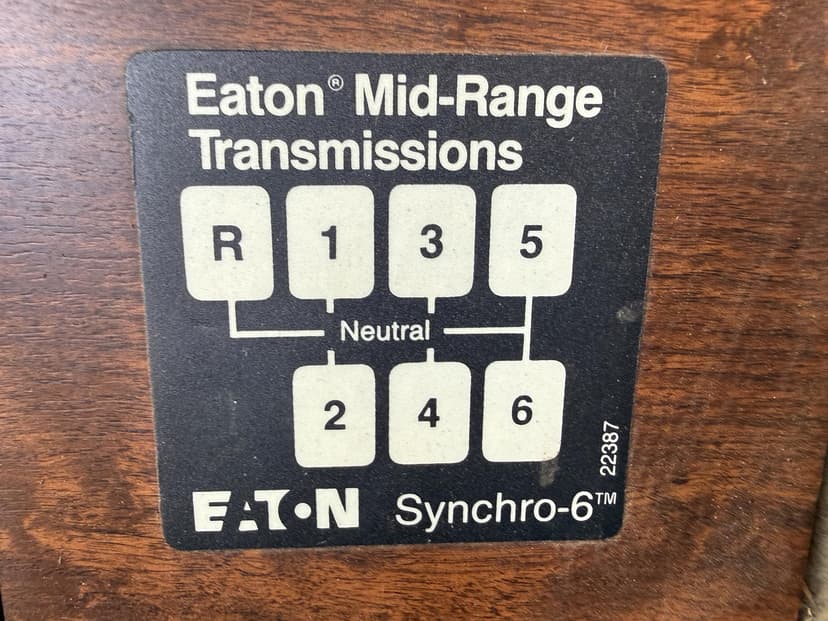 Eaton® Mid-Range
Transmissions
R 1 3 5
Neutral
2 4 6
22387
EATON Synchro-6™